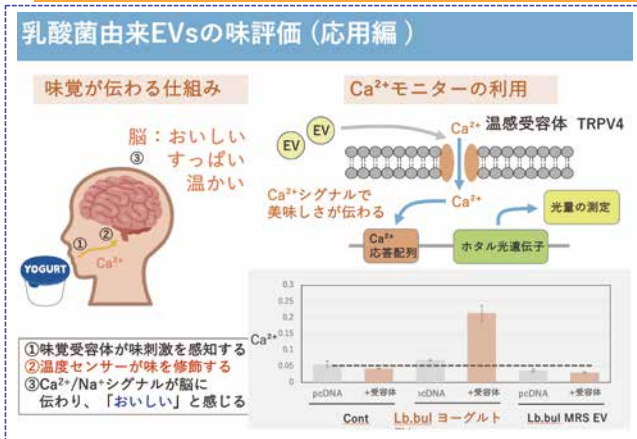 乳酸菌由来EVsの味評価 (応用編 )
味覚が伝わる仕組み
脳：おいしい
③ すっぱい
温かい
①
②
Ca²⁺
YOGURT
①味覚受容体が味刺激を感知する
②温度センサーが味を修飾する
③Ca²⁺/Na⁺シグナルが脳に
伝わり、「おいしい」と感じる
Ca²⁺モニターの利用
EV
EV
Ca²⁺
温感受容体 TRPV4
Ca²⁺シグナルで
美味しさが伝わる
Ca²⁺
光量の測定
Ca²⁺
応答配列
ホタル光遺伝子
0.3
0.25
0.2
0.15
0.1
0.05
0
Ca²⁺
pcDNA
+受容体
pcDNA
+受容体
pcDNA
+受容体
Cont
Lb.bul ヨーグルト
Lb.bul MRS EV